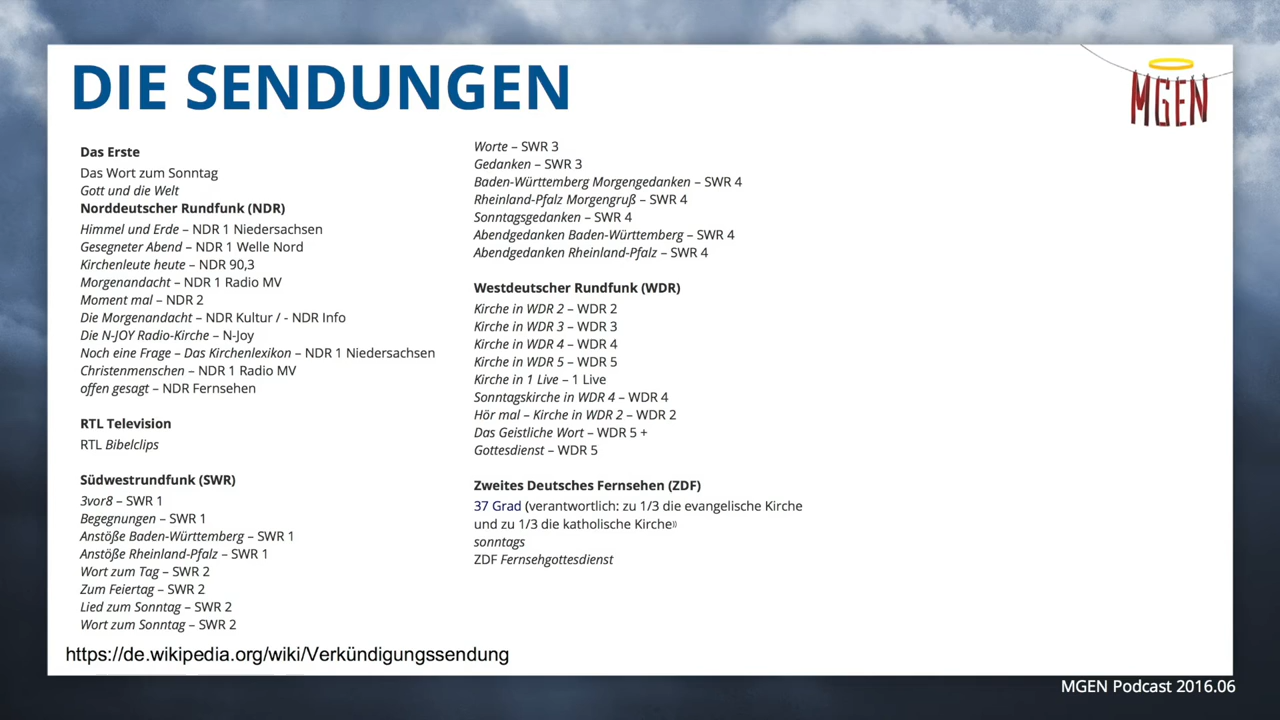 DIE SENDUNGEN
MGEN
Das Erste
Das Wort zum Sonntag
Gott und die Welt
Norddeutscher Rundfunk (NDR)
Himmel und Erde – NDR 1 Niedersachsen
Gesegneter Abend – NDR 1 Welle Nord
Kirchenleute heute – NDR 90,3
Morgenandacht – NDR 1 Radio MV
Moment mal – NDR 2
Die Morgenandacht – NDR Kultur / - NDR Info
Die N-JOY Radio-Kirche – N-Joy
Noch eine Frage – Das Kirchenlexikon – NDR 1 Niedersachsen
Christenmenschen – NDR 1 Radio MV
offen gesagt – NDR Fernsehen
RTL Television
RTL Bibelclips
Südwestrundfunk (SWR)
3vor8 – SWR 1
Begegnungen – SWR 1
Anstöße Baden-Württemberg – SWR 1
Anstöße Rheinland-Pfalz – SWR 1
Wort zum Tag – SWR 2
Zum Feiertag – SWR 2
Lied zum Sonntag – SWR 2
Wort zum Sonntag – SWR 2
Worte – SWR 3
Gedanken – SWR 3
Baden-Württemberg Morgengedanken – SWR 4
Rheinland-Pfalz Morgengruß – SWR 4
Sonntagsgedanken – SWR 4
Abendgedanken Baden-Württemberg – SWR 4
Abendgedanken Rheinland-Pfalz – SWR 4
Westdeutscher Rundfunk (WDR)
Kirche in WDR 2 – WDR 2
Kirche in WDR 3 – WDR 3
Kirche in WDR 4 – WDR 4
Kirche in WDR 5 – WDR 5
Kirche in 1 Live – 1 Live
Sonntagskirche in WDR 4 – WDR 4
Hör mal – Kirche in WDR 2 – WDR 2
Das Geistliche Wort – WDR 5 +
Gottesdienst – WDR 5
Zweites Deutsches Fernsehen (ZDF)
37 Grad (verantwortlich: zu 1/3 die evangelische Kirche
und zu 1/3 die katholische Kirche))
sonntags
ZDF Fernsehgottesdienst
https://de.wikipedia.org/wiki/Verkündigungssendung
MGEN Podcast 2016.06